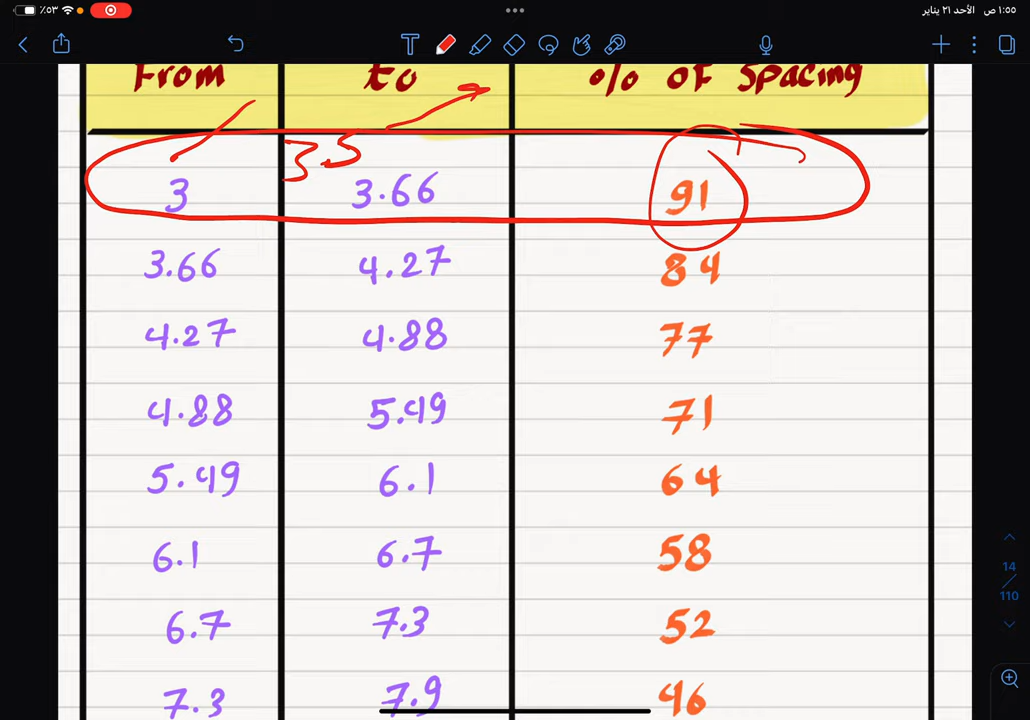 ٥٣٪ ١:٥٥ ص الأحد ٢١ يناير
From to % of Spacing
3.5
3 3.66 91
3.66 4.27 84
4.27 4.88 77
4.88 5.49 71
5.49 6.1 64
6.1 6.7 58
6.7 7.3 52
7.3 7.9 46
14
110